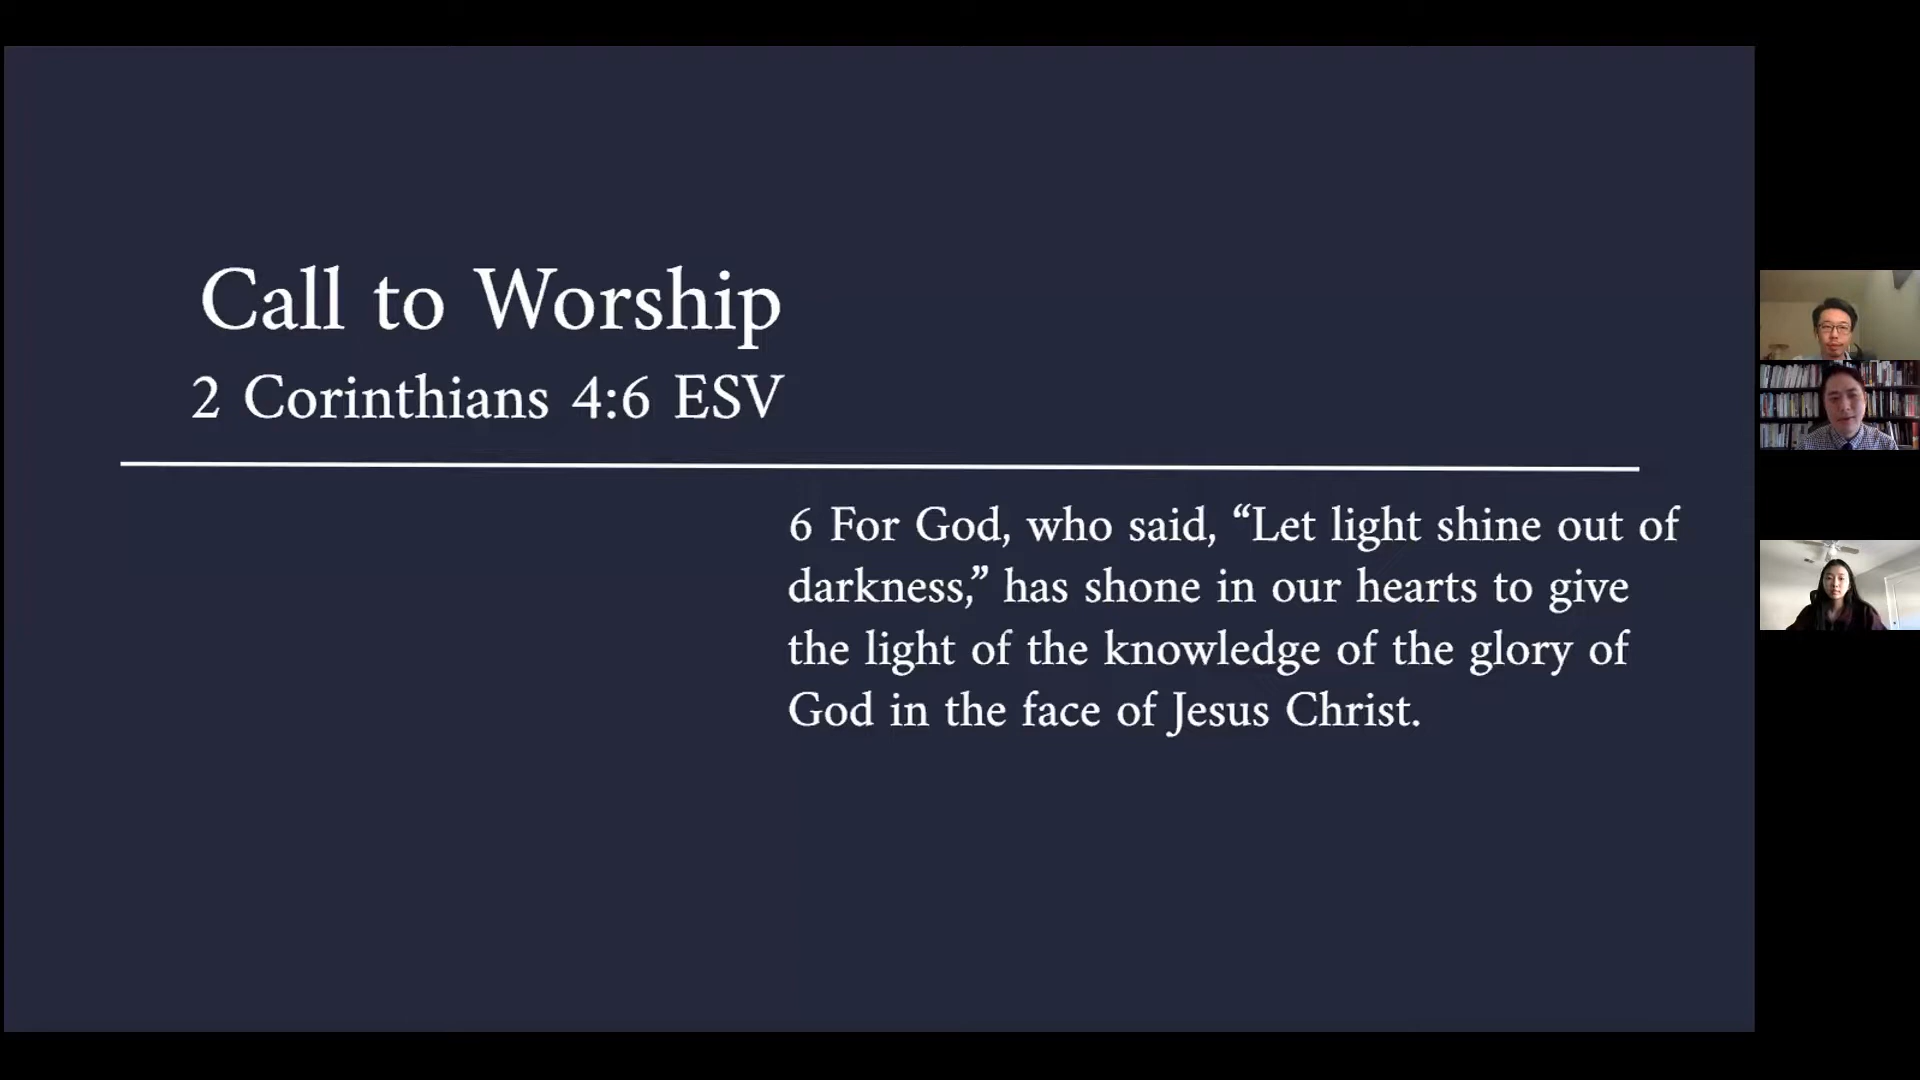 Call to Worship
2 Corinthians 4:6 ESV
6 For God, who said, “Let light shine out of
darkness,” has shone in our hearts to give
the light of the knowledge of the glory of
God in the face of Jesus Christ.